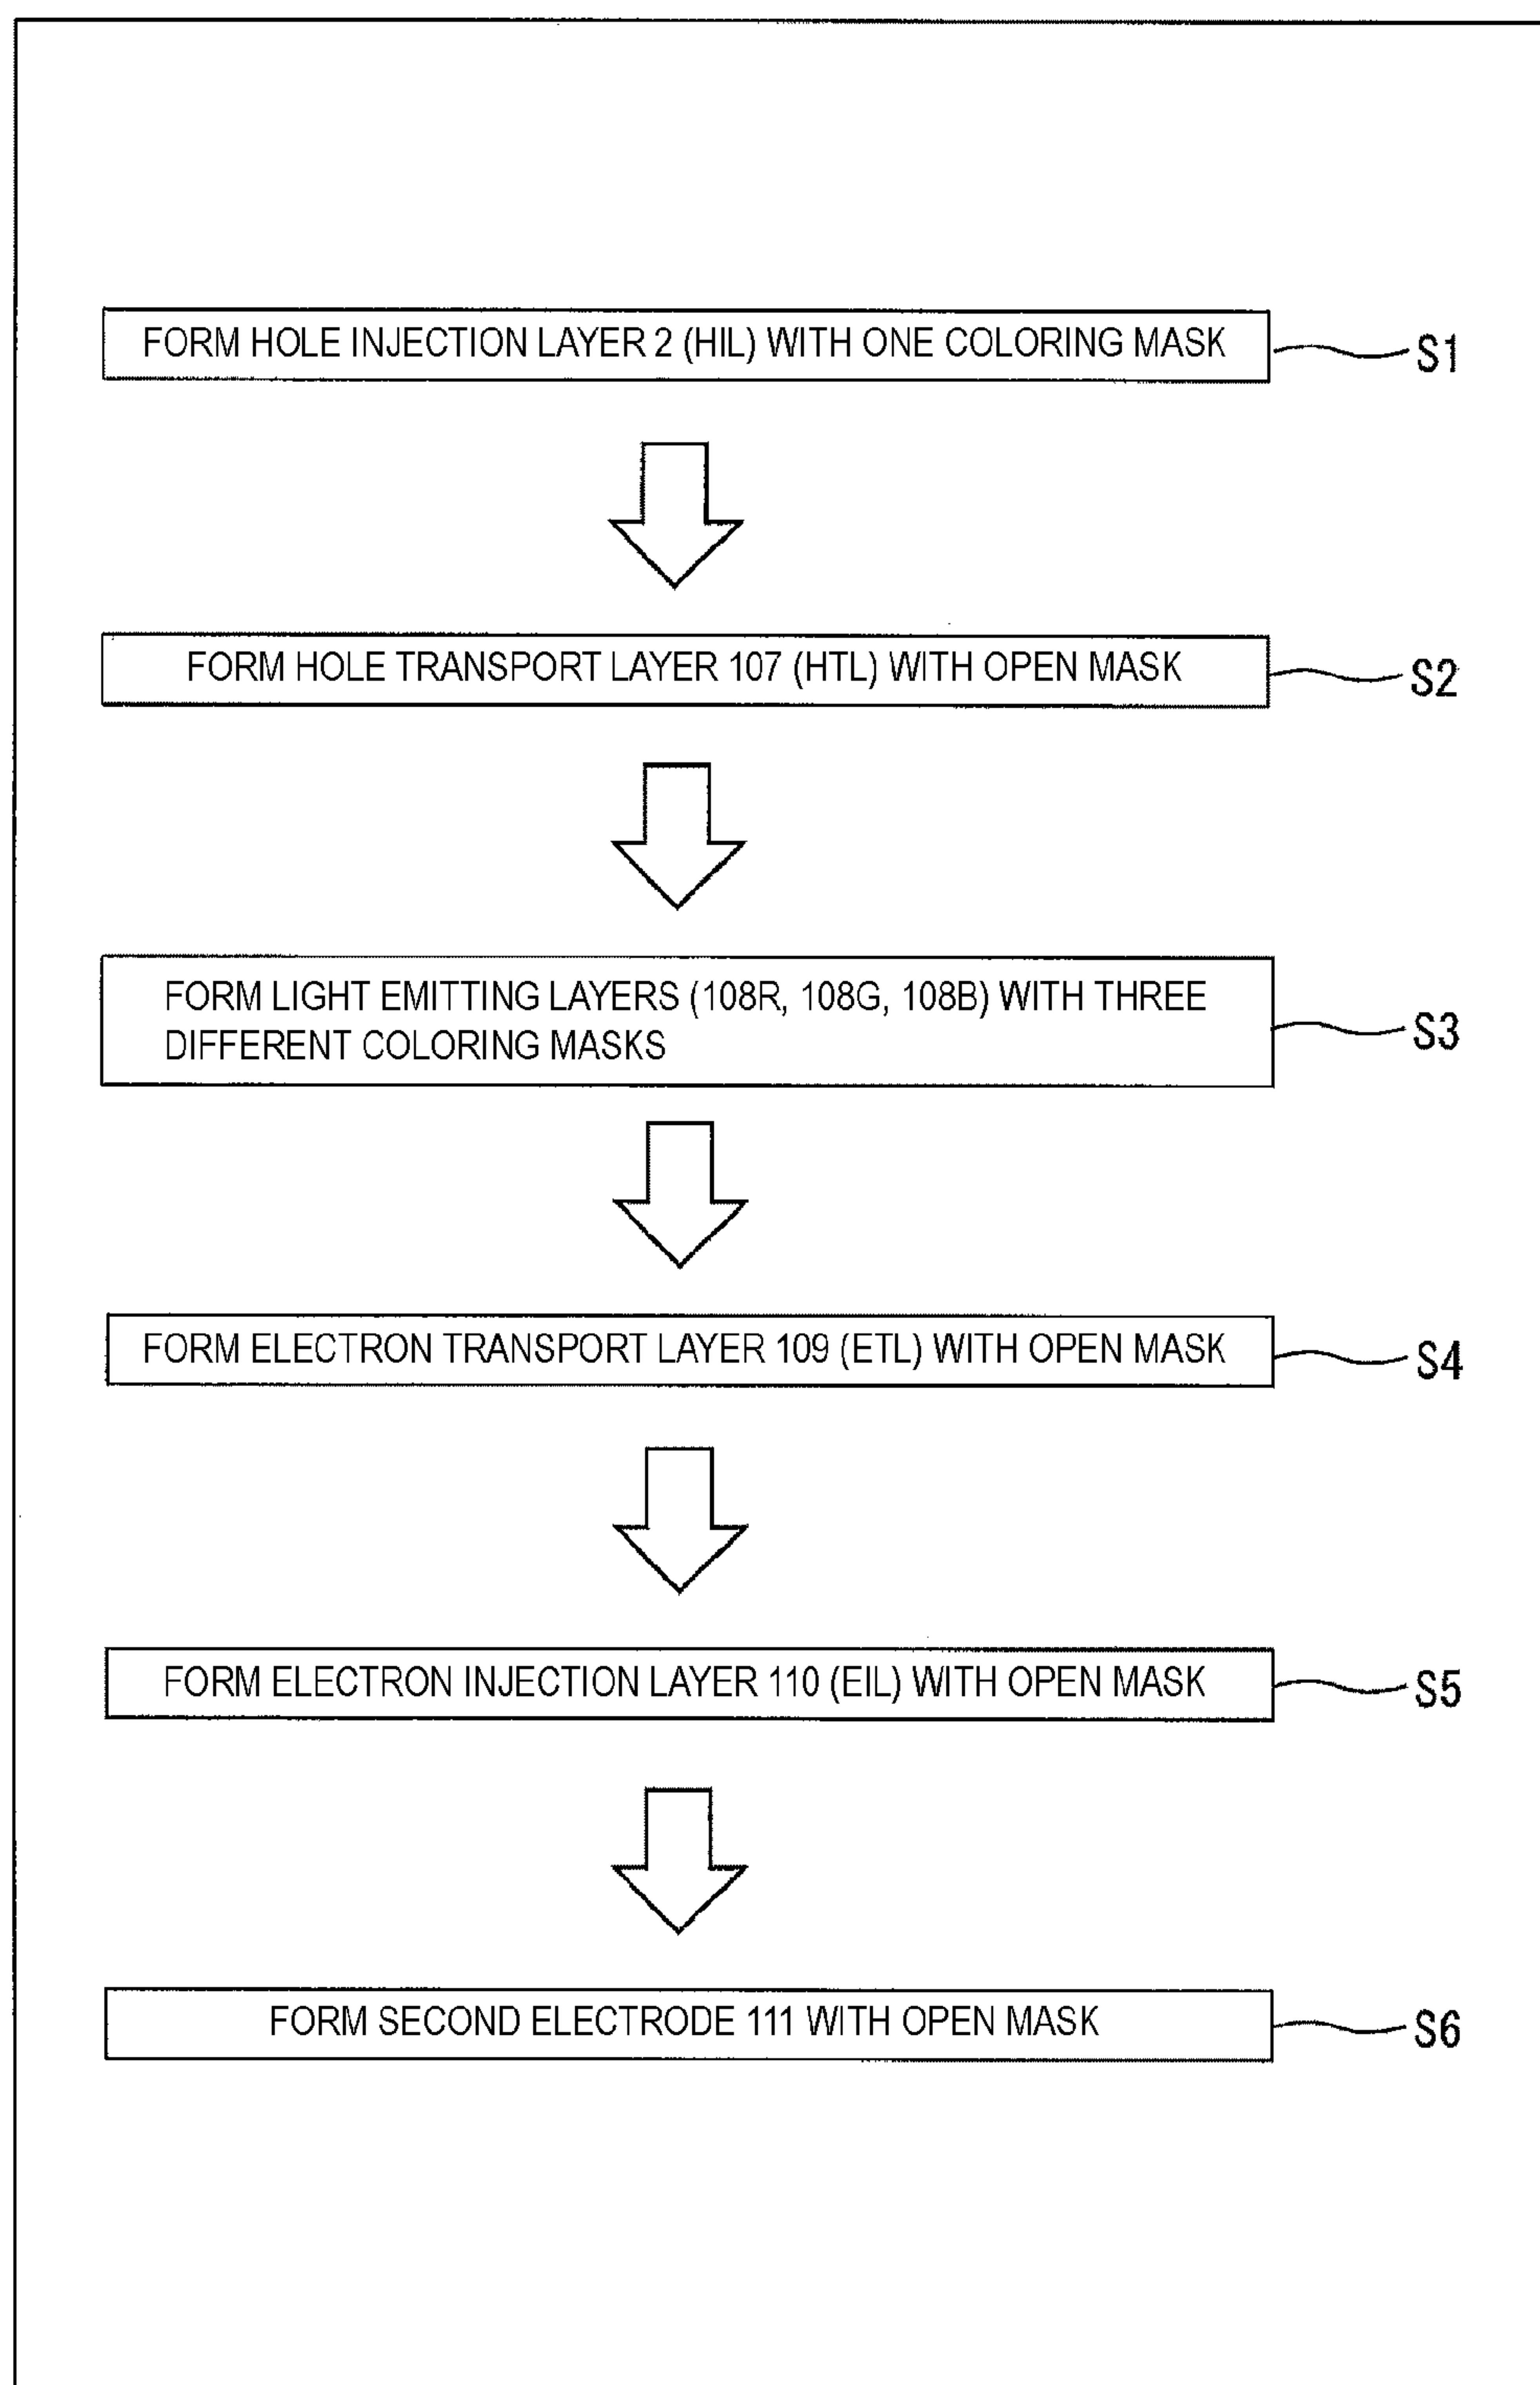 FORM HOLE INJECTION LAYER 2 (HIL) WITH ONE COLORING MASK
S1
FORM HOLE TRANSPORT LAYER 107 (HTL) WITH OPEN MASK
S2
FORM LIGHT EMITTING LAYERS (108R, 108G, 108B) WITH THREE
DIFFERENT COLORING MASKS
S3
FORM ELECTRON TRANSPORT LAYER 109 (ETL) WITH OPEN MASK
S4
FORM ELECTRON INJECTION LAYER 110 (EIL) WITH OPEN MASK
S5
FORM SECOND ELECTRODE 111 WITH OPEN MASK
S6